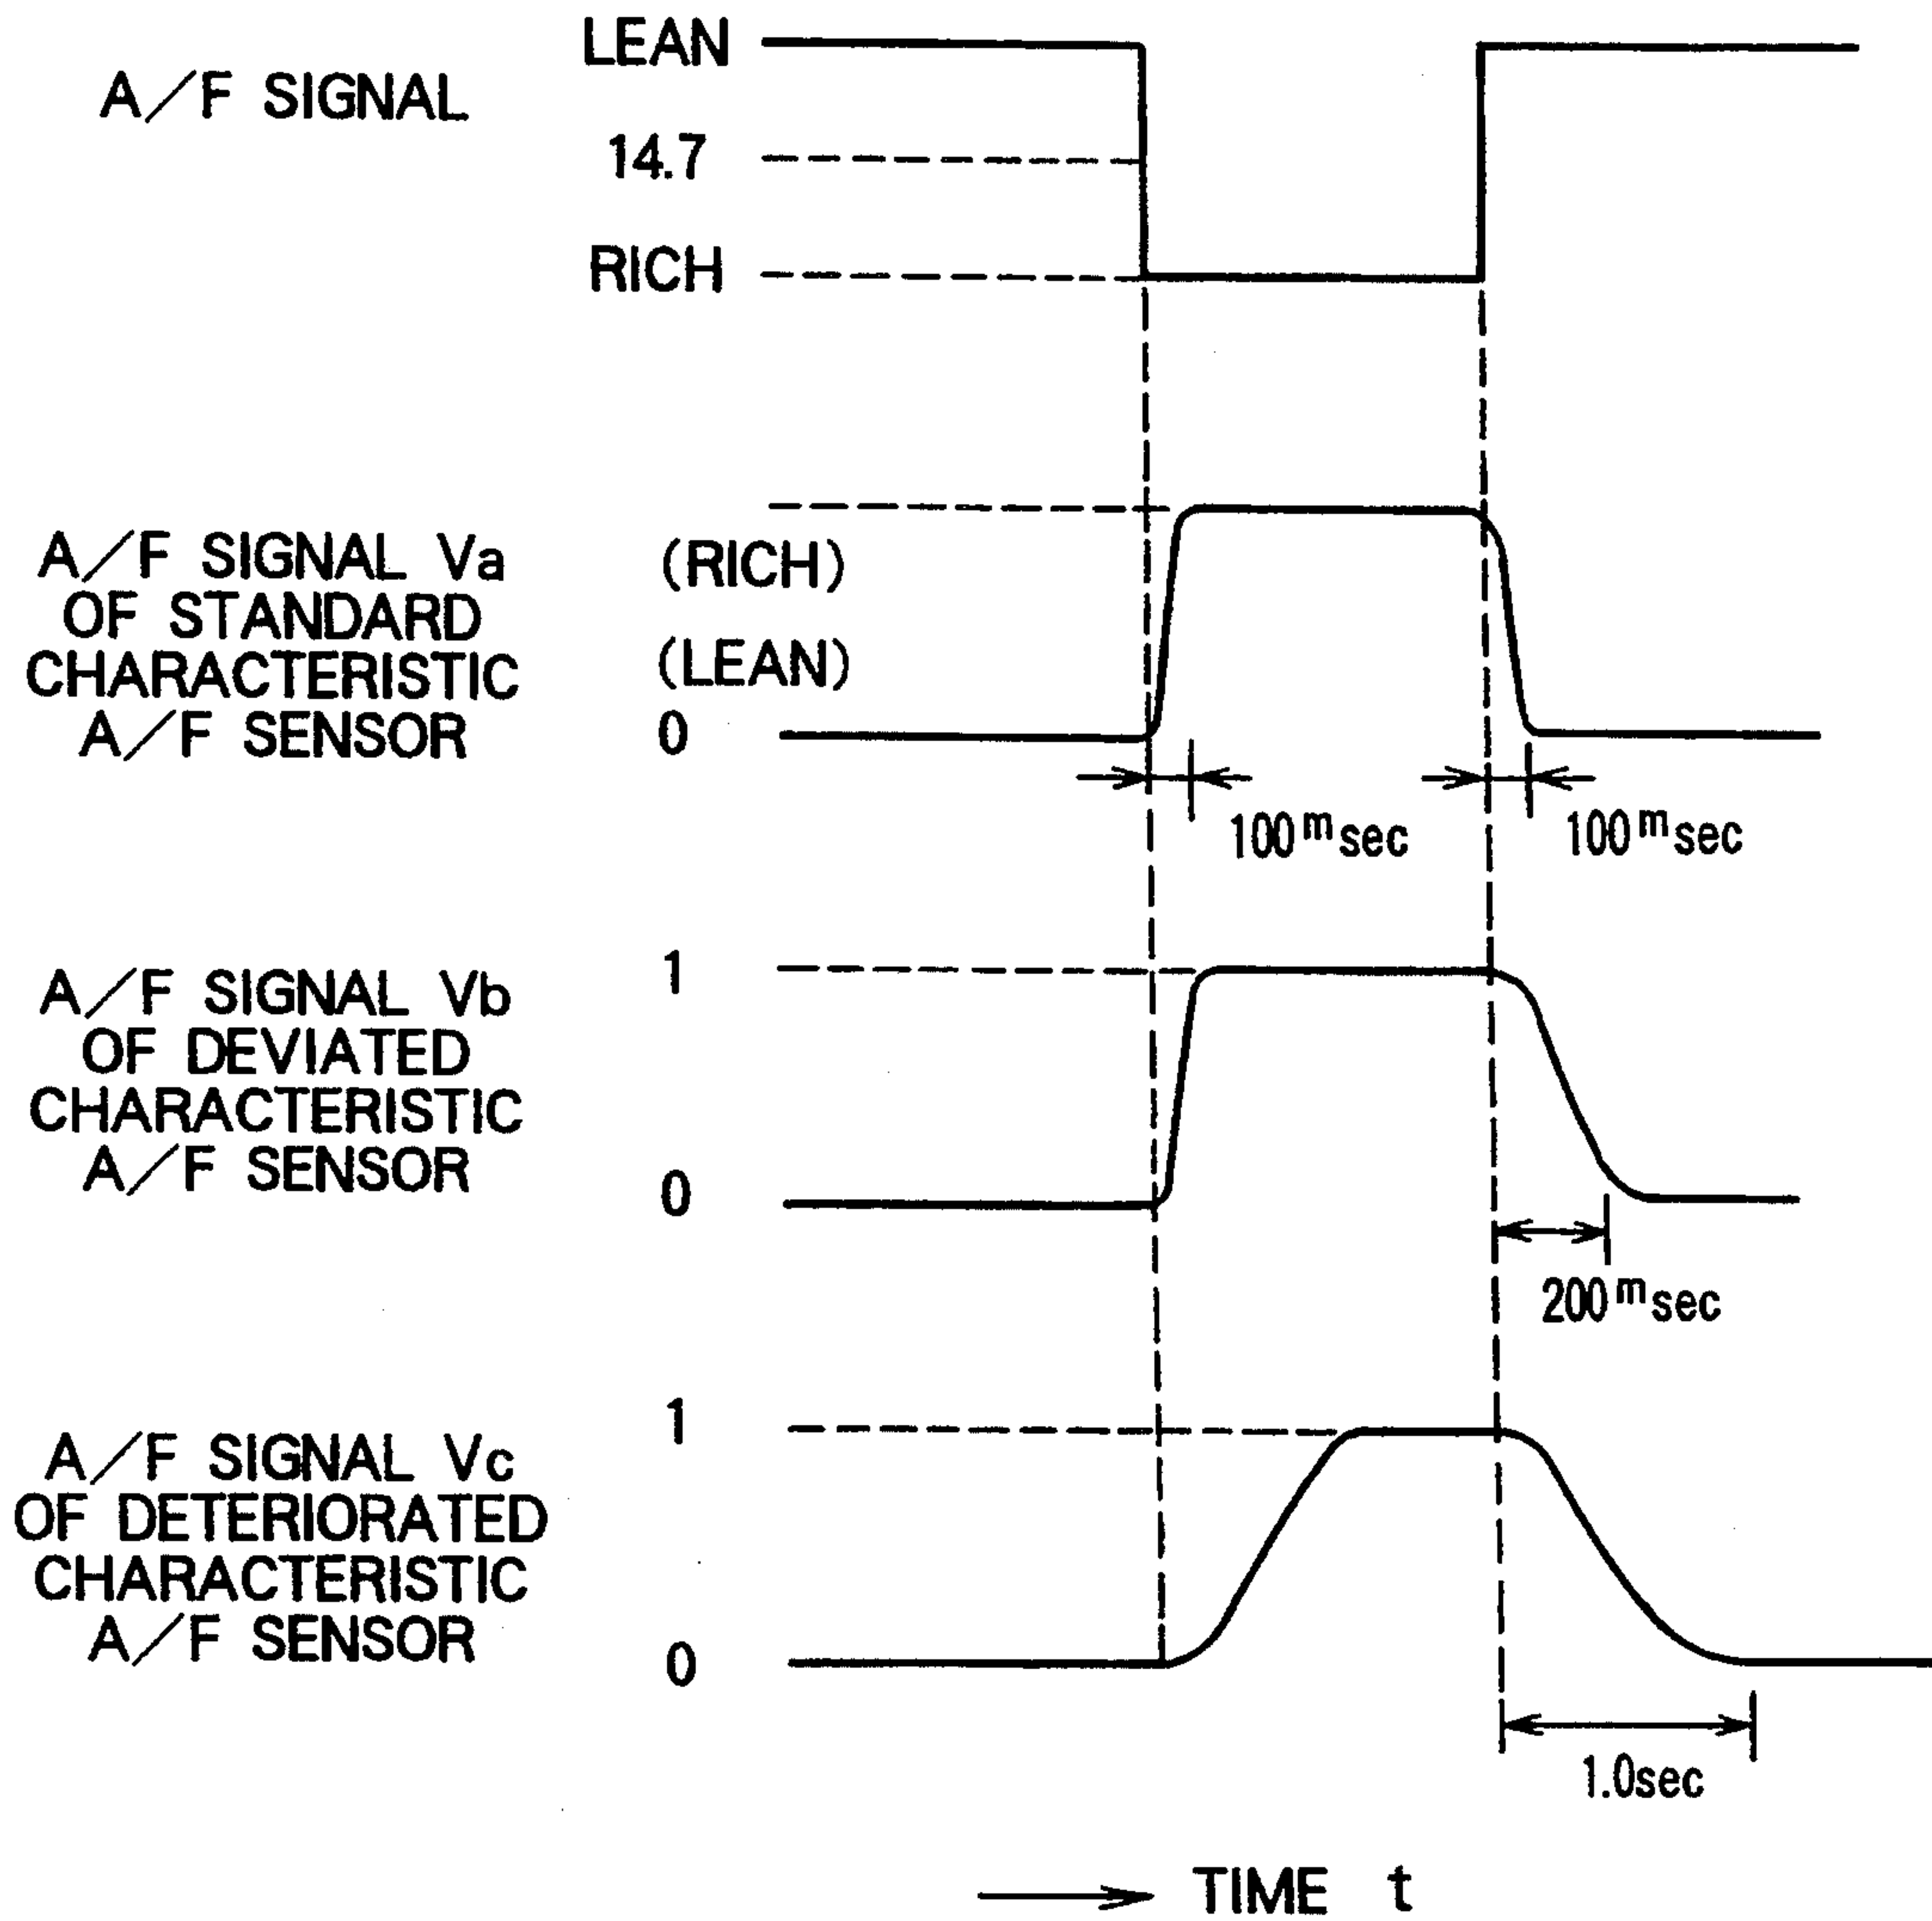 LEAN
A/F SIGNAL
14.7
RICH
A/F SIGNAL Va
OF STANDARD
CHARACTERISTIC
A/F SENSOR
(RICH)
(LEAN)
0
100msec
100msec
1
A/F SIGNAL Vb
OF DEVIATED
CHARACTERISTIC
A/F SENSOR
0
200msec
1
A/F SIGNAL Vc
OF DETERIORATED
CHARACTERISTIC
A/F SENSOR
0
1.0sec
TIME t